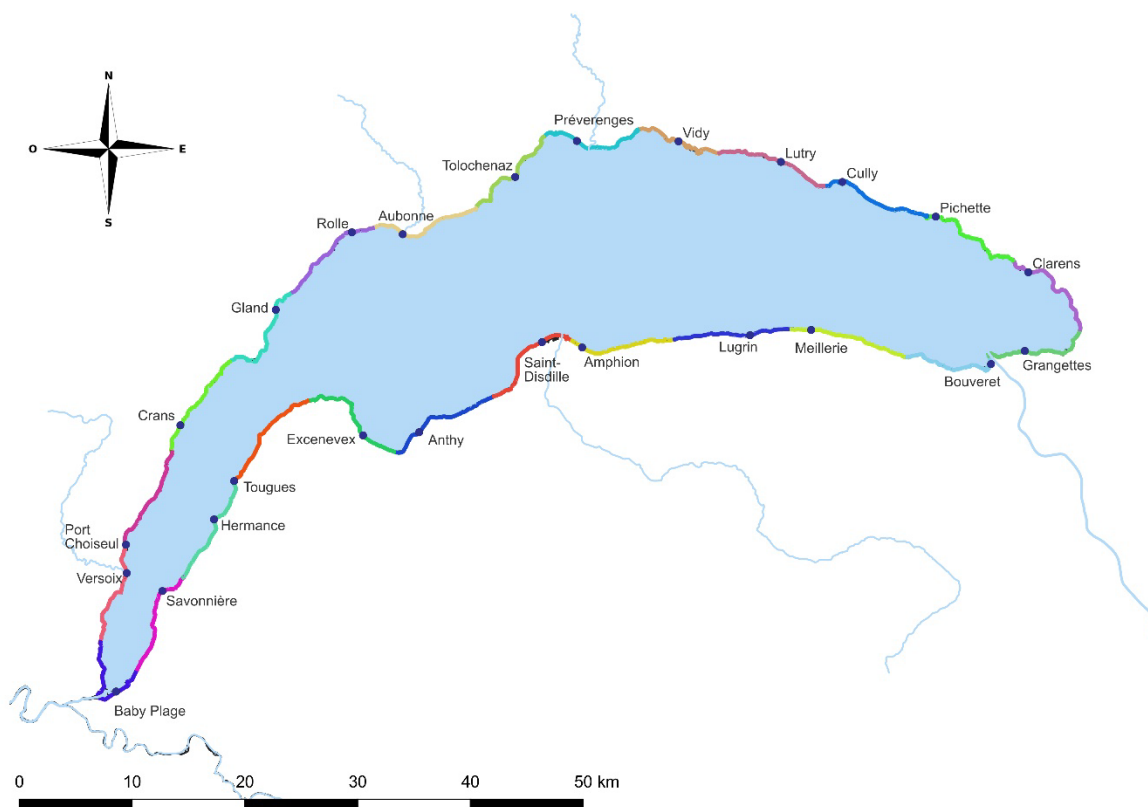 N
O
E
S
Préverenges
Vidy
Lutry
Tolochenaz
Cully
Aubonne
Rolle
Pichette
Clarens
Gland
Saint-
Disdille
Amphion
Lugrin
Meillerie
Bouveret
Grangettes
Crans
Excenevex
Anthy
Tougues
Hermance
Port
Choiseul
Versoix
Savonnière
Baby Plage
0 10 20 30 40 50 km